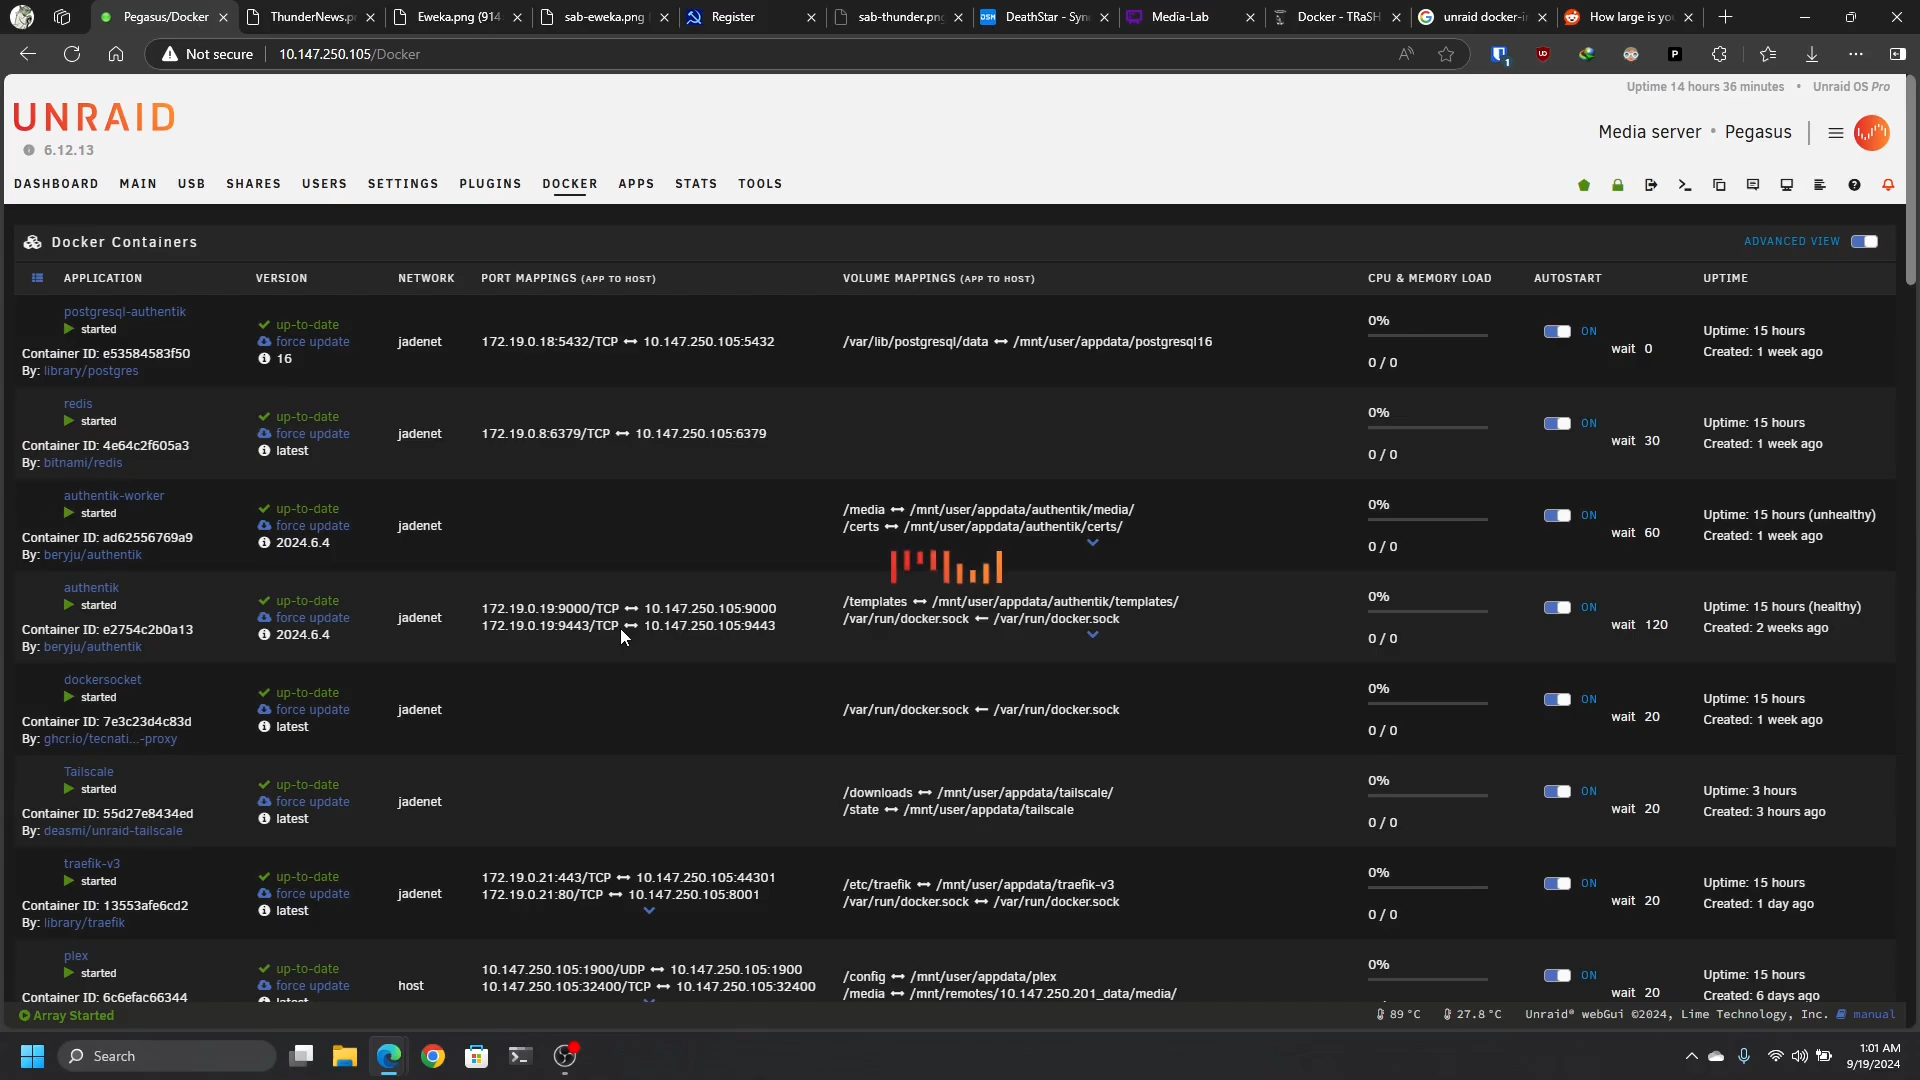 Pegasus/Docker
ThunderNews.pn
Eweka.png (914
sab-eweka.png (
Register
sab-thunder.png
DeathStar - Syn
Media-Lab
Docker - TRaSH
unraid docker-in
How large is you
Not secure
10.147.250.105/Docker
1
Uptime 14 hours 36 minutes • Unraid OS Pro
UNRAID
6.12.13
Media server • Pegasus
DASHBOARD MAIN USB SHARES USERS SETTINGS PLUGINS DOCKER APPS STATS TOOLS
Docker Containers
ADVANCED VIEW
APPLICATION VERSION NETWORK PORT MAPPINGS (APP TO HOST) VOLUME MAPPINGS (APP TO HOST) CPU & MEMORY LOAD AUTOSTART UPTIME
postgresql-authentik
started
Container ID: e53584583f50
By: library/postgres
up-to-date
force update
16
jadenet
172.19.0.18:5432/TCP ↔ 10.147.250.105:5432
/var/lib/postgresql/data ↔ /mnt/user/appdata/postgresql16
0%
0 / 0
ON
wait 0
Uptime: 15 hours
Created: 1 week ago
redis
started
Container ID: 4e64c2f605a3
By: bitnami/redis
up-to-date
force update
latest
jadenet
172.19.0.8:6379/TCP ↔ 10.147.250.105:6379
0%
0 / 0
ON
wait 30
Uptime: 15 hours
Created: 1 week ago
authentik-worker
started
Container ID: ad62556769a9
By: beryju/authentik
up-to-date
force update
2024.6.4
jadenet
/media ↔ /mnt/user/appdata/authentik/media/
/certs ↔ /mnt/user/appdata/authentik/certs/
0%
0 / 0
ON
wait 60
Uptime: 15 hours (unhealthy)
Created: 1 week ago
authentik
started
Container ID: e2754c2b0a13
By: beryju/authentik
up-to-date
force update
2024.6.4
jadenet
172.19.0.19:9000/TCP ↔ 10.147.250.105:9000
172.19.0.19:9443/TCP ↔ 10.147.250.105:9443
/templates ↔ /mnt/user/appdata/authentik/templates/
/var/run/docker.sock ← /var/run/docker.sock
0%
0 / 0
ON
wait 120
Uptime: 15 hours (healthy)
Created: 2 weeks ago
dockersocket
started
Container ID: 7e3c23d4c83d
By: ghcr.io/tecnati...-proxy
up-to-date
force update
latest
jadenet
/var/run/docker.sock ← /var/run/docker.sock
0%
0 / 0
ON
wait 20
Uptime: 15 hours
Created: 1 week ago
Tailscale
started
Container ID: 55d27e8434ed
By: deasmi/unraid-tailscale
up-to-date
force update
latest
jadenet
/downloads ↔ /mnt/user/appdata/tailscale/
/state ↔ /mnt/user/appdata/tailscale
0%
0 / 0
ON
wait 20
Uptime: 3 hours
Created: 3 hours ago
traefik-v3
started
Container ID: 13553afe6cd2
By: library/traefik
up-to-date
force update
latest
jadenet
172.19.0.21:443/TCP ↔ 10.147.250.105:44301
172.19.0.21:80/TCP ↔ 10.147.250.105:8001
/etc/traefik ↔ /mnt/user/appdata/traefik-v3
/var/run/docker.sock ↔ /var/run/docker.sock
0%
0 / 0
ON
wait 20
Uptime: 15 hours
Created: 1 day ago
plex
started
Container ID: 6c6efac66344
up-to-date
force update
latest
host
10.147.250.105:1900/UDP ↔ 10.147.250.105:1900
10.147.250.105:32400/TCP ↔ 10.147.250.105:32400
/config ↔ /mnt/user/appdata/plex
/media ↔ /mnt/remotes/10.147.250.201_data/media/
0%
ON
wait 20
Uptime: 15 hours
Created: 6 days ago
Array Started
89 °C 27.8 °C Unraid® webGui ©2024, Lime Technology, Inc. manual
Search
1:01 AM
9/19/2024